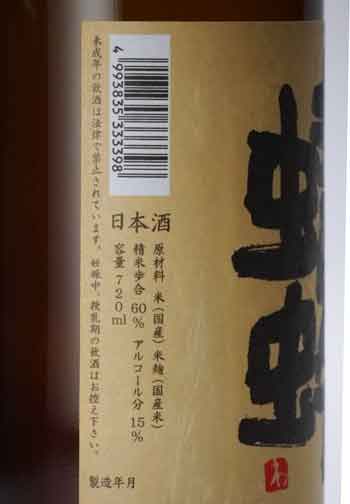 4 993835 333398
日本酒
原材料 米(国産)米麹(国産米)
精米歩合 60% アルコール分 15%
容量 720ml
未成年の飲酒は法律で禁止されています。妊娠中、授乳期の飲酒はお控え下さい。
製造年月